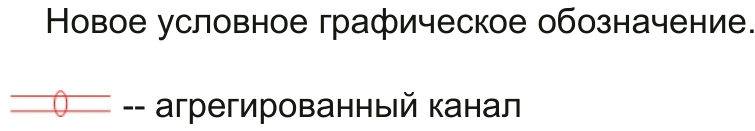 Новое условное графическое обозначение.
-- агрегированный канал